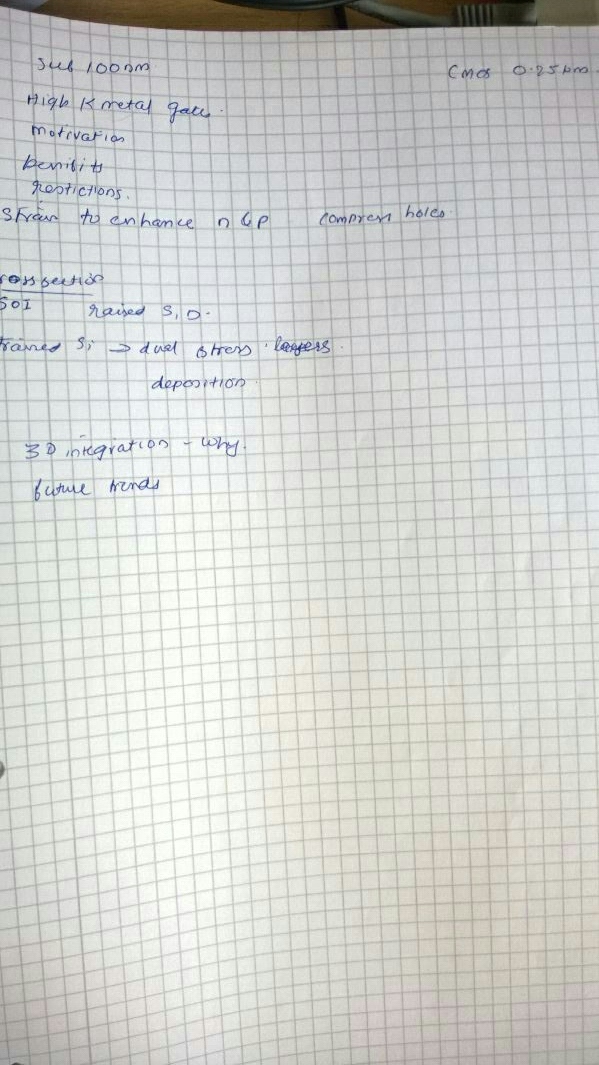 Sub 100nm
CMOS 0.25µm
High K metal gate.
motivation
benifits
restictions.
Strain to enhance n & P compress holes.
ross section
SOI raised S, D.
trained Si → dual stress layers.
deposition.
3D integration - why.
future trends